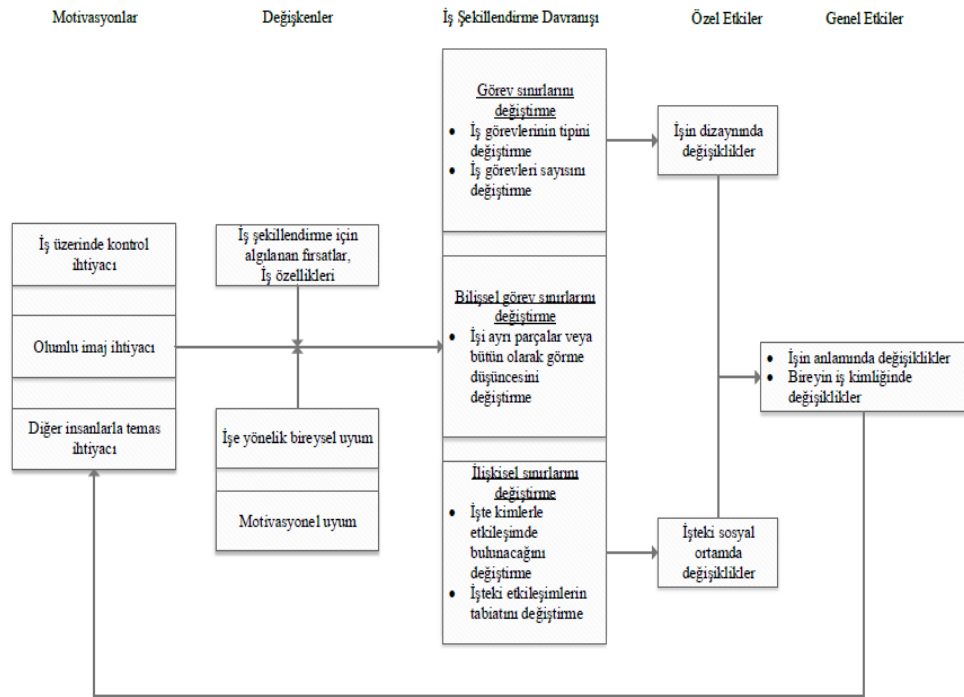 Motivasyonlar
Değişkenler
İş Şekillendirme Davranışı
Özel Etkiler
Genel Etkiler
İş üzerinde kontrol
ihtiyacı
Olumlu imaj ihtiyacı
Diğer insanlarla temas
ihtiyacı
İş şekillendirme için
algılanan fırsatlar,
İş özellikleri
İşe yönelik bireysel uyum
Motivasyonel uyum
Görev sınırlarını
değiştirme
• İş görevlerinin tipini
değiştirme
• İş görevleri sayısını
değiştirme
Bilişsel görev sınırlarını
değiştirme
• İşi ayrı parçalar veya
bütün olarak görme
düşüncesini
değiştirme
İlişkisel sınırlarını
değiştirme
• İşte kimlerle
etkileşimde
bulunacağını
değiştirme
• İşteki etkileşimlerin
tabiatını değiştirme
İşin dizaynında
değişiklikler
İşteki sosyal
ortamda
değişiklikler
• İşin anlamında değişiklikler
• Bireyin iş kimliğinde
değişiklikler